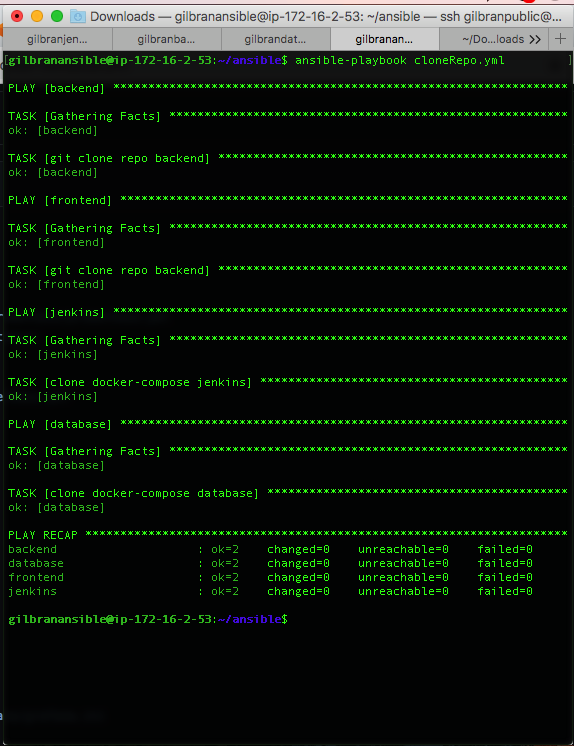 Downloads — gilbranansible@ip-172-16-2-53: ~/ansible — ssh gilbranpublic@...
gilbranjen... gilbranba... gilbrandat... gilbranan... ~/Do...loads >> +
[gilbranansible@ip-172-16-2-53:~/ansible$ ansible-playbook cloneRepo.yml ]
PLAY [backend] *****************************************************************
TASK [Gathering Facts] *********************************************************
ok: [backend]
TASK [git clone repo backend] **************************************************
ok: [backend]
PLAY [frontend] ****************************************************************
TASK [Gathering Facts] *********************************************************
ok: [frontend]
TASK [git clone repo backend] **************************************************
ok: [frontend]
PLAY [jenkins] *****************************************************************
TASK [Gathering Facts] *********************************************************
ok: [jenkins]
TASK [clone docker-compose jenkins] ********************************************
ok: [jenkins]
PLAY [database] ****************************************************************
TASK [Gathering Facts] *********************************************************
ok: [database]
TASK [clone docker-compose database] *******************************************
ok: [database]
PLAY RECAP *********************************************************************
backend : ok=2 changed=0 unreachable=0 failed=0
database : ok=2 changed=0 unreachable=0 failed=0
frontend : ok=2 changed=0 unreachable=0 failed=0
jenkins : ok=2 changed=0 unreachable=0 failed=0
gilbranansible@ip-172-16-2-53:~/ansible$